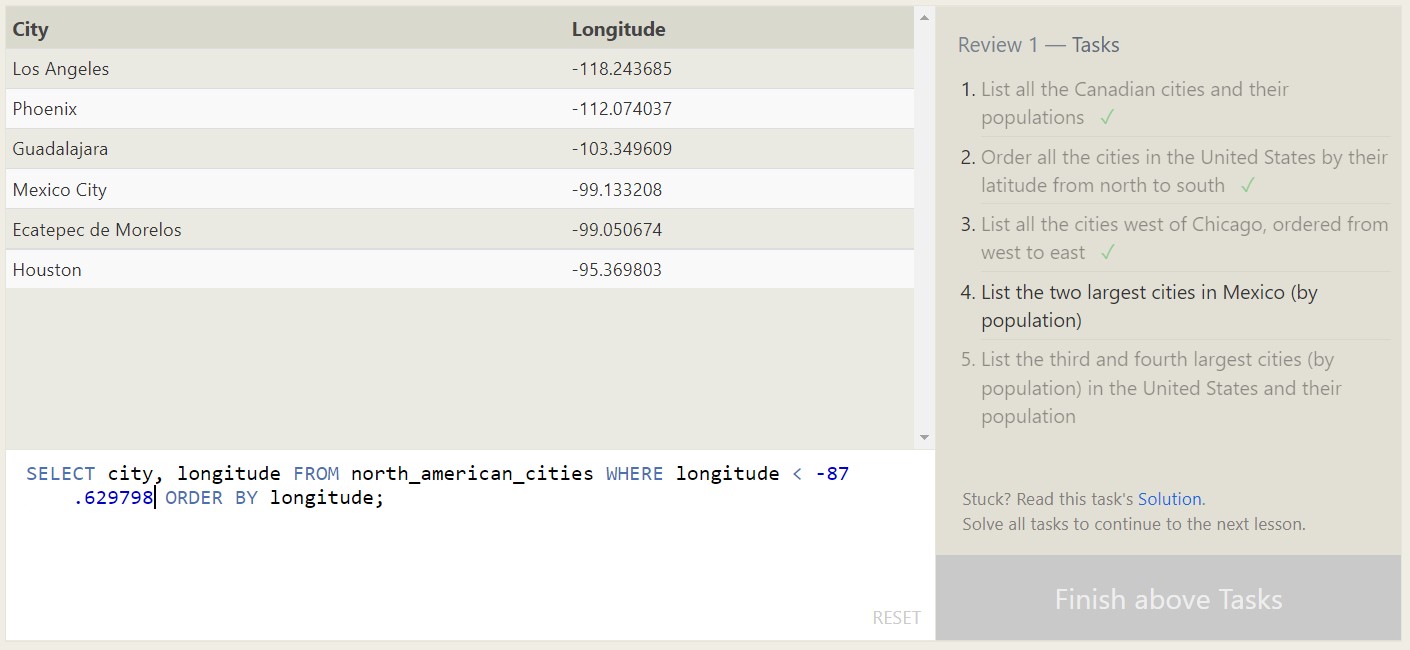 City Longitude
Los Angeles -118.243685
Phoenix -112.074037
Guadalajara -103.349609
Mexico City -99.133208
Ecatepec de Morelos -99.050674
Houston -95.369803
SELECT city, longitude FROM north_american_cities WHERE longitude < -87
.629798 ORDER BY longitude;
RESET
Review 1 — Tasks
1. List all the Canadian cities and their
populations ✓
2. Order all the cities in the United States by their
latitude from north to south ✓
3. List all the cities west of Chicago, ordered from
west to east ✓
4. List the two largest cities in Mexico (by
population)
5. List the third and fourth largest cities (by
population) in the United States and their
population
Stuck? Read this task's Solution.
Solve all tasks to continue to the next lesson.
Finish above Tasks